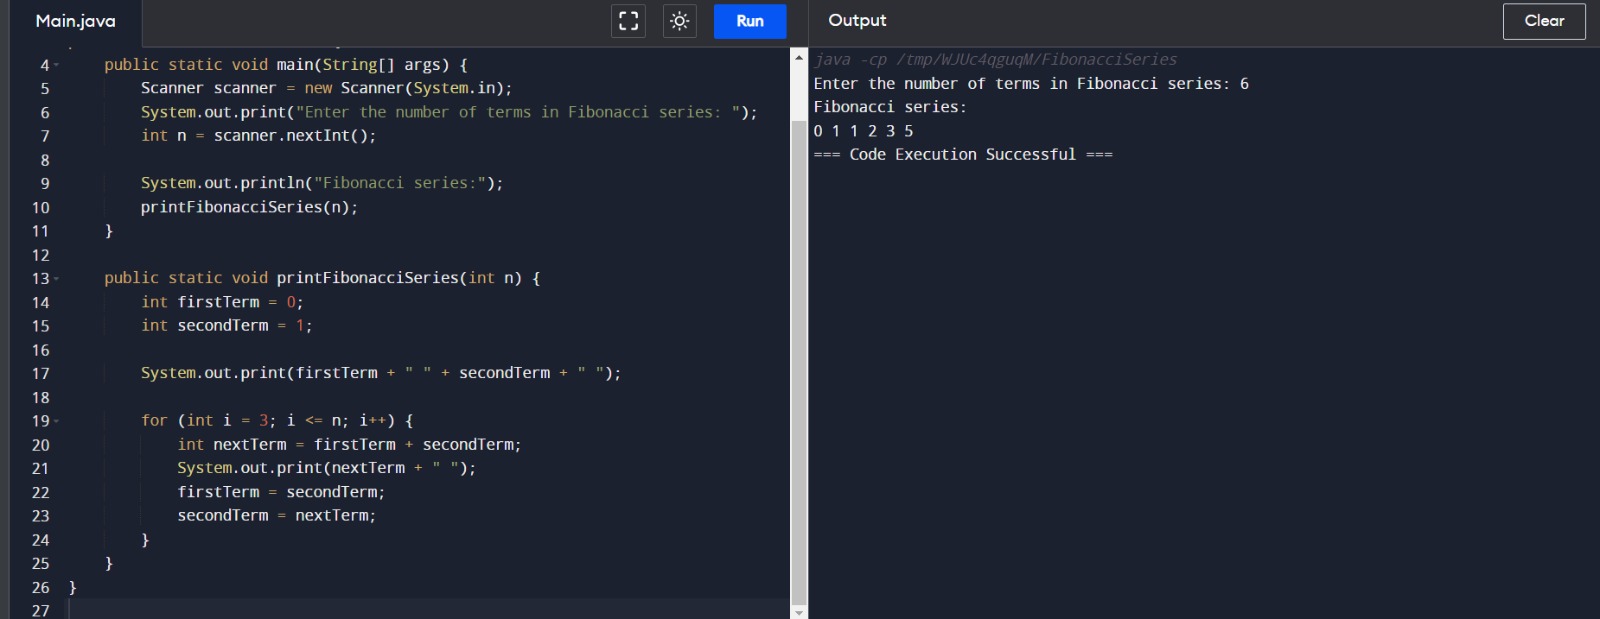 Main.java
Run
Output
Clear
4 public static void main(String[] args) {
5 Scanner scanner = new Scanner(System.in);
6 System.out.print("Enter the number of terms in Fibonacci series: ");
7 int n = scanner.nextInt();
8
9 System.out.println("Fibonacci series:");
10 printFibonacciSeries(n);
11 }
12
13 public static void printFibonacciSeries(int n) {
14 int firstTerm = 0;
15 int secondTerm = 1;
16
17 System.out.print(firstTerm + " " + secondTerm + " ");
18
19 for (int i = 3; i <= n; i++) {
20 int nextTerm = firstTerm + secondTerm;
21 System.out.print(nextTerm + " ");
22 firstTerm = secondTerm;
23 secondTerm = nextTerm;
24 }
25 }
26 }
27
java -cp /tmp/WJUc4qguqM/FibonacciSeries
Enter the number of terms in Fibonacci series: 6
Fibonacci series:
0 1 1 2 3 5
=== Code Execution Successful ===